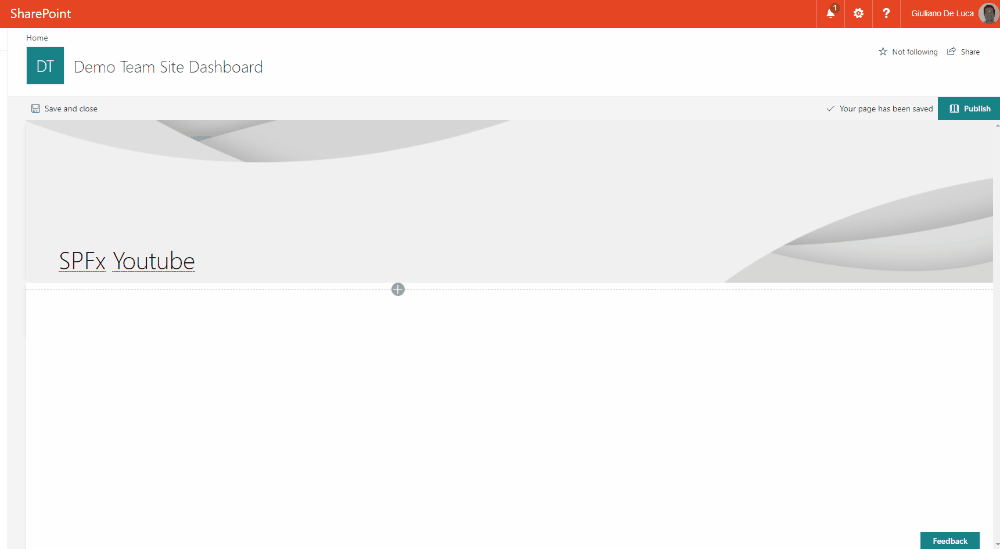 SharePoint
1
?
Giuliano De Luca
Home
DT
Demo Team Site Dashboard
Not following
Share
Save and close
Your page has been saved
Publish
SPFx Youtube
Feedback